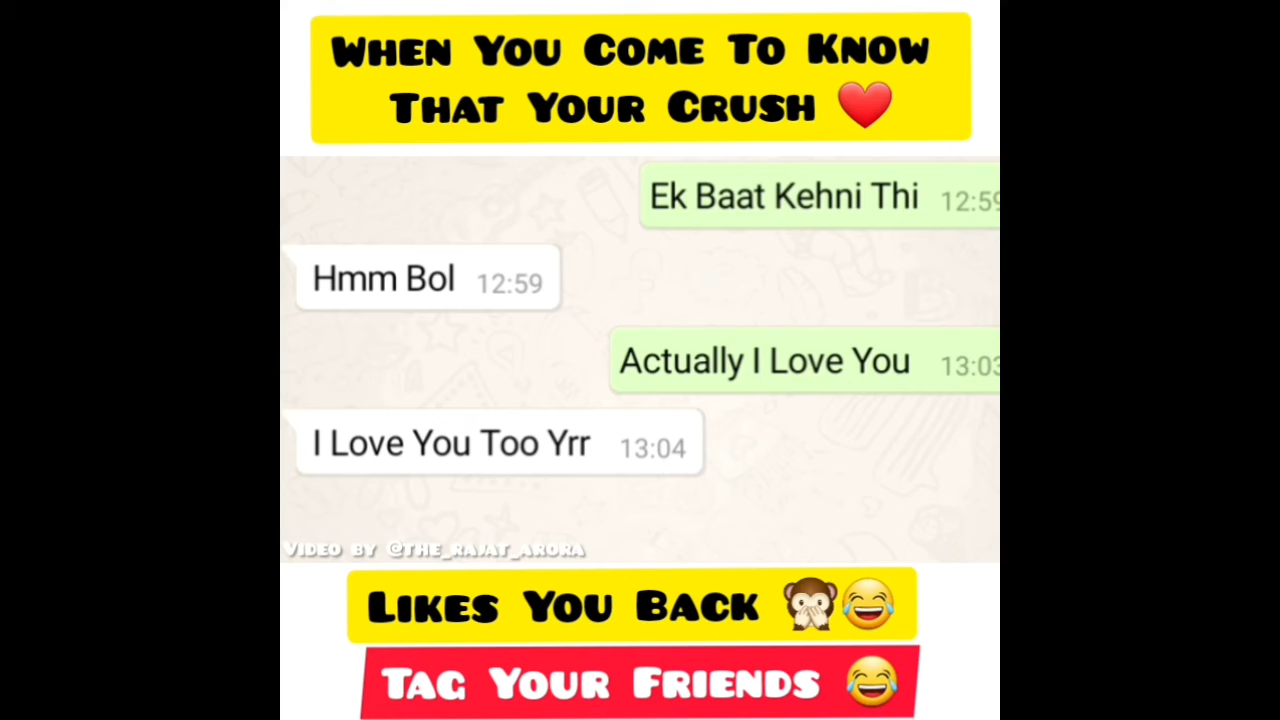 When You Come To Know
That Your Crush ❤️
Ek Baat Kehni Thi 12:59
Hmm Bol 12:59
Actually I Love You 13:03
I Love You Too Yrr 13:04
Video by @the_rajat_arora
Likes You Back 🙊😂
Tag Your Friends 😂